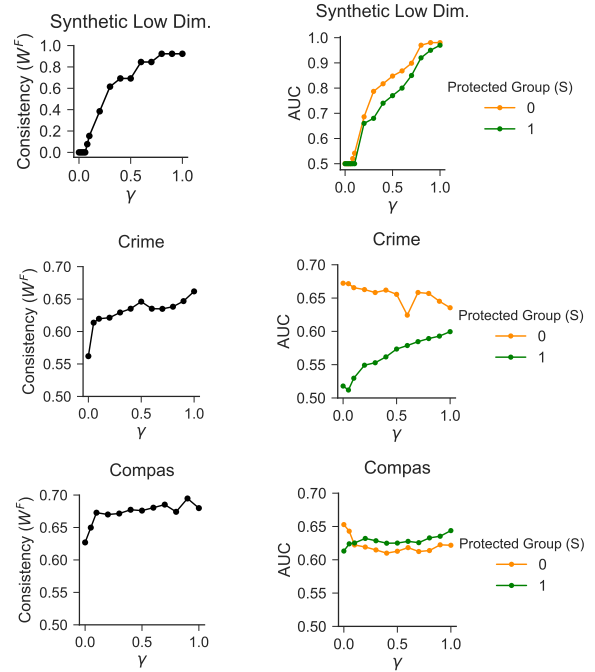 Synthetic Low Dim.
Consistency (W^F)
1.0
0.8
0.6
0.4
0.2
0.0
0.0 0.5 1.0
γ
Synthetic Low Dim.
AUC
1.0
0.9
0.8
0.7
0.6
0.5
0.0 0.5 1.0
γ
Protected Group (S)
0
1
Crime
Consistency (W^F)
0.70
0.65
0.60
0.55
0.50
0.0 0.5 1.0
γ
Crime
AUC
0.70
0.65
0.60
0.55
0.50
0.0 0.5 1.0
γ
Protected Group (S)
0
1
Compas
Consistency (W^F)
0.70
0.65
0.60
0.55
0.50
0.0 0.5 1.0
γ
Compas
AUC
0.70
0.65
0.60
0.55
0.50
0.0 0.5 1.0
γ
Protected Group (S)
0
1